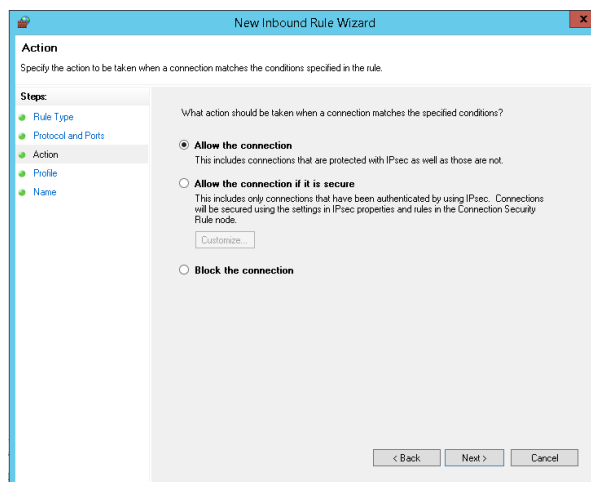 New Inbound Rule Wizard
x
Action
Specify the action to be taken when a connection matches the conditions specified in the rule.
Steps:
Rule Type
Protocol and Ports
Action
Profile
Name
What action should be taken when a connection matches the specified conditions?
Allow the connection
This includes connections that are protected with IPsec as well as those are not.
Allow the connection if it is secure
This includes only connections that have been authenticated by using IPsec. Connections
will be secured using the settings in IPsec properties and rules in the Connection Security
Rule node.
Customize...
Block the connection
< Back Next > Cancel